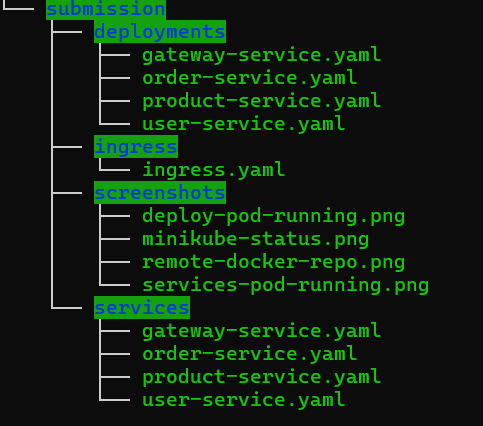 submission
deployments
gateway-service.yaml
order-service.yaml
product-service.yaml
user-service.yaml
ingress
ingress.yaml
screenshots
deploy-pod-running.png
minikube-status.png
remote-docker-repo.png
services-pod-running.png
services
gateway-service.yaml
order-service.yaml
product-service.yaml
user-service.yaml